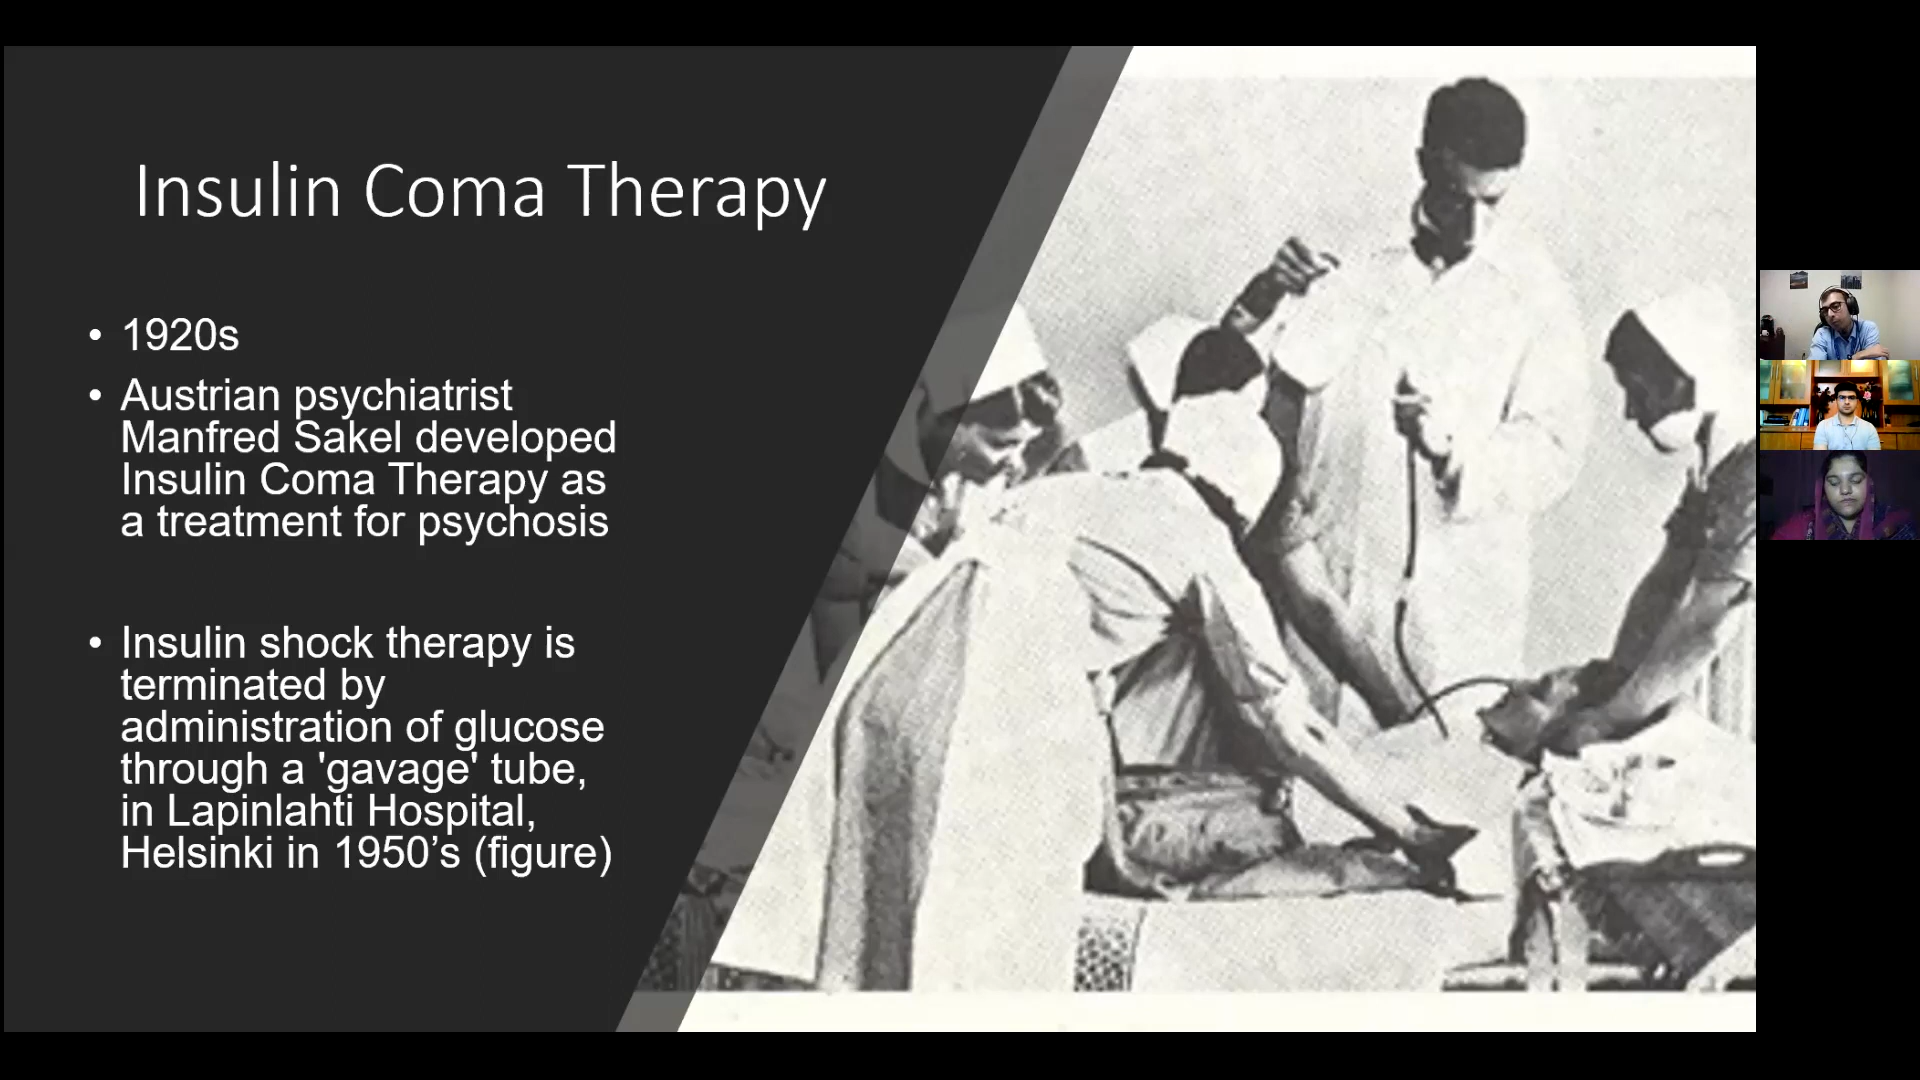 Insulin Coma Therapy
• 1920s
• Austrian psychiatrist
Manfred Sakel developed
Insulin Coma Therapy as
a treatment for psychosis
• Insulin shock therapy is
terminated by
administration of glucose
through a 'gavage' tube,
in Lapinlahti Hospital,
Helsinki in 1950’s (figure)